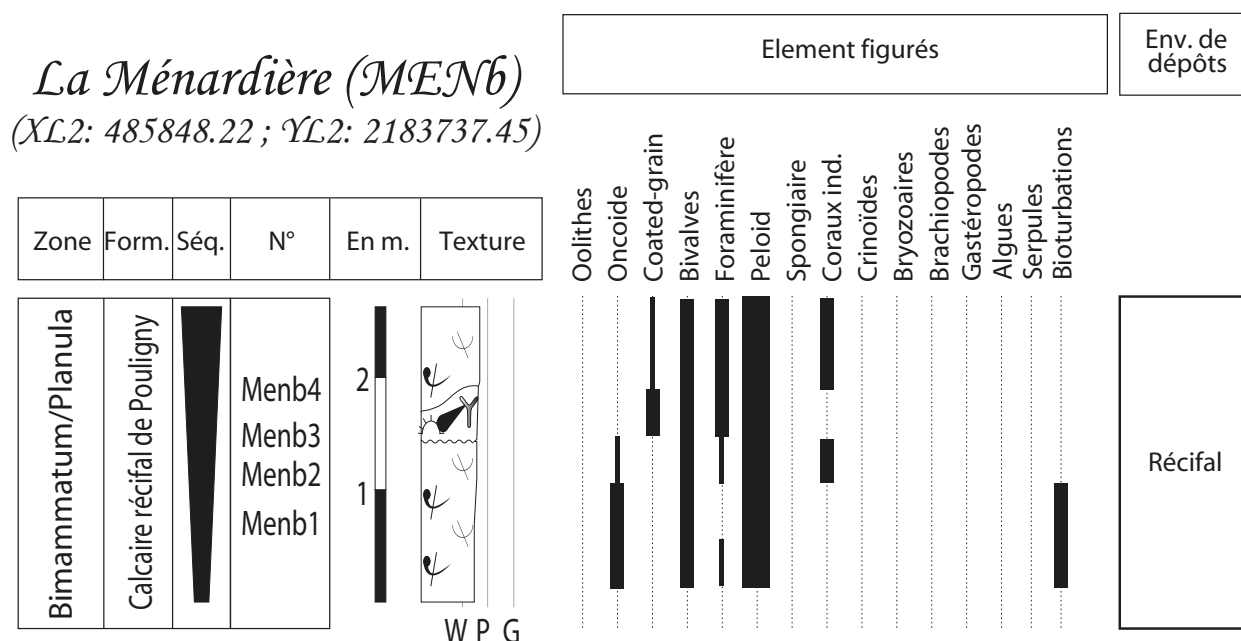 La Ménardière (MENb)
(XL2: 485848.22 ; YL2: 2183737.45)
Element figurés
Env. de
dépôts
Zone
Form.
Séq.
N°
En m.
Texture
Oolithes
Oncoide
Coated-grain
Bivalves
Foraminifère
Peloid
Spongiaire
Coraux ind.
Crinoïdes
Bryozoaires
Brachiopodes
Gastéropodes
Algues
Serpules
Bioturbations
Bimammatum/Planula
Calcaire récifal de Pouligny
Menb4
Menb3
Menb2
Menb1
2
1
W P G
Récifal